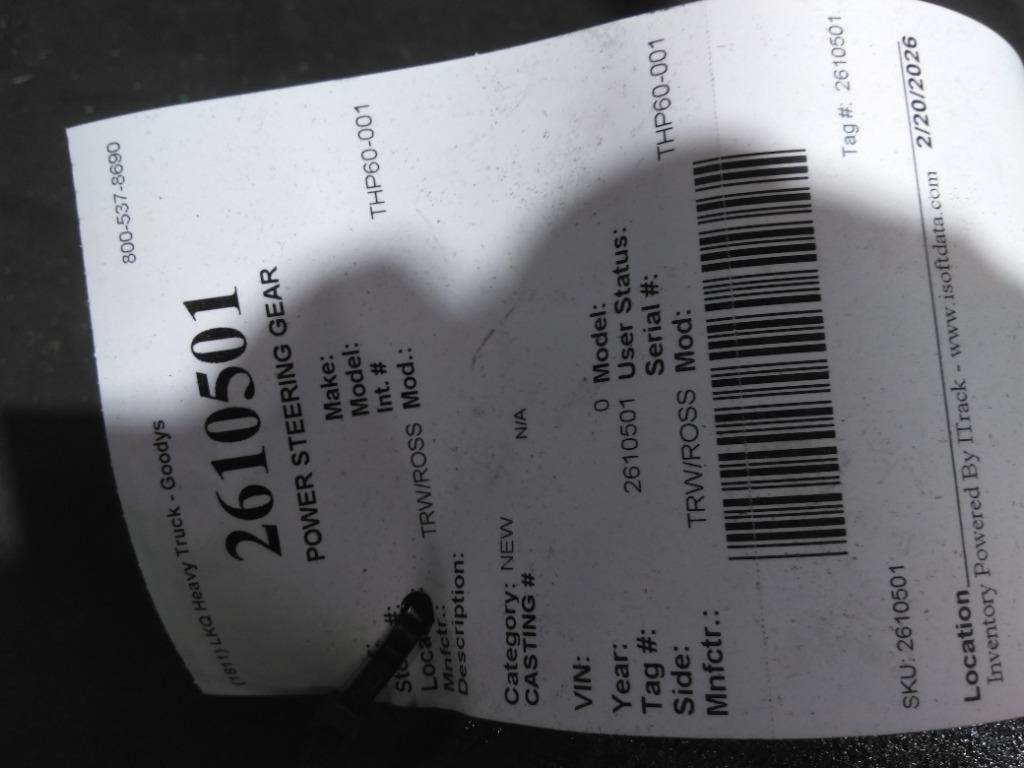 (1811) LKQ Heavy Truck - Goodys 800-537-8690
2610501
POWER STEERING GEAR
Make:
Model:
Int. #
#: Mod.: THP60-001
Mnfctr.: TRW/ROSS
Description:
Category: NEW
CASTING # N/A
VIN:
Year: 0 Model:
Tag #: 2610501 User Status:
Side: Serial #:
Mnfctr.: TRW/ROSS Mod: THP60-001
SKU: 2610501 Tag #: 2610501
Location 2/20/2026
Inventory Powered By ITrack - www.isoftdata.com